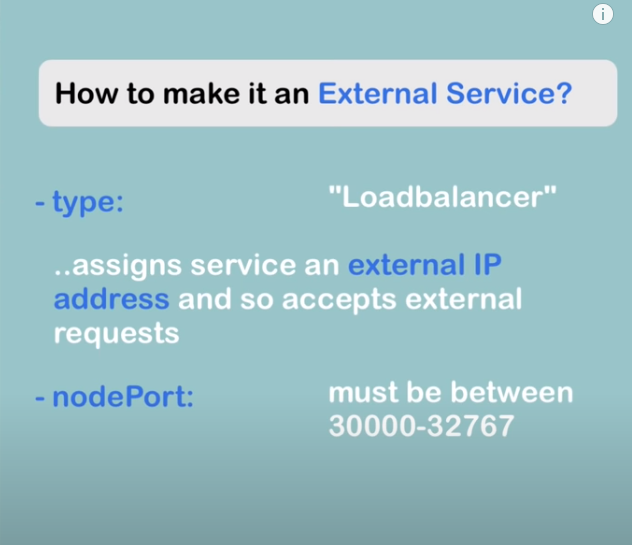 i
How to make it an External Service?
- type: "Loadbalancer"
..assigns service an external IP
address and so accepts external
requests
- nodePort: must be between
30000-32767